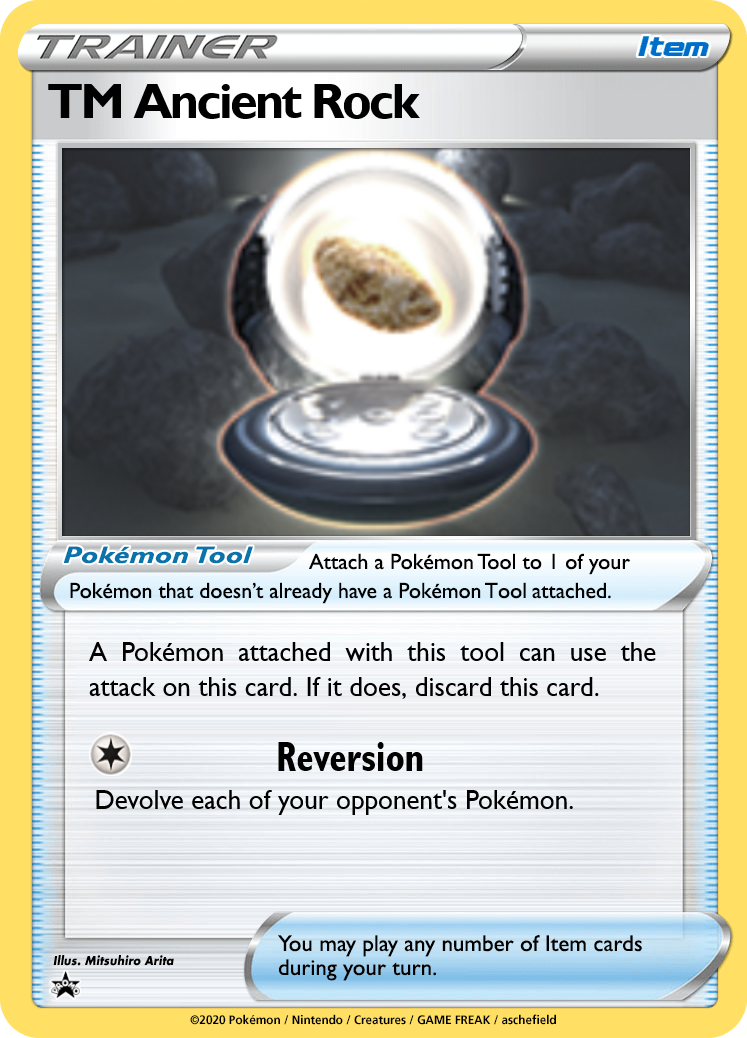 TRAINER
Item
TM Ancient Rock
Pokémon Tool
Attach a Pokémon Tool to 1 of your
Pokémon that doesn't already have a Pokémon Tool attached.
A Pokémon attached with this tool can use the
attack on this card. If it does, discard this card.
Reversion
Devolve each of your opponent's Pokémon.
You may play any number of Item cards
during your turn.
Illus. Mitsuhiro Arita
PROMO
©2020 Pokémon / Nintendo / Creatures / GAME FREAK / aschefield